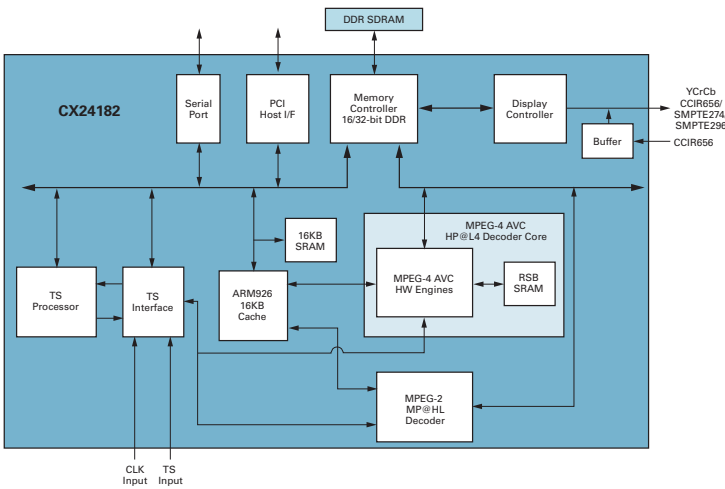 DDR SDRAM
CX24182
Serial
Port
PCI
Host I/F
Memory
Controller
16/32-bit DDR
Display
Controller
YCrCb
CCIR656/
SMPTE274/
SMPTE296
Buffer
CCIR656
16KB
SRAM
MPEG-4 AVC
HP@L4 Decoder Core
TS
Processor
TS
Interface
ARM926
16KB
Cache
MPEG-4 AVC
HW Engines
RSB
SRAM
MPEG-2
MP@HL
Decoder
CLK
Input
TS
Input